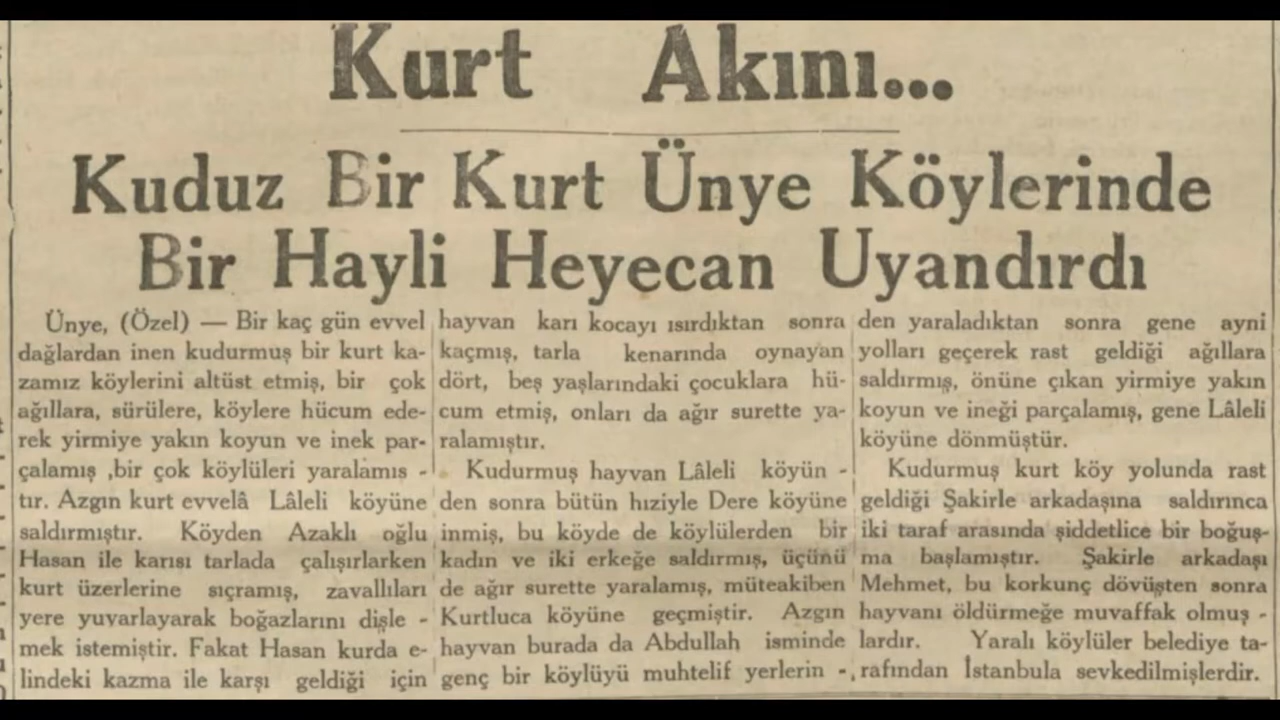 Kurt Akını...
Kuduz Bir Kurt Ünye Köylerinde
Bir Hayli Heyecan Uyandırdı
Ünye, (Özel) — Bir kaç gün evvel
dağlardan inen kudurmuş bir kurt ka-
zamız köylerini altüst etmiş, bir çok
ağıllara, sürülere, köylere hücum ede-
rek yirmiye yakın koyun ve inek par-
çalamış ,bir çok köylüleri yaralamıs -
tır. Azgın kurt evvelâ Lâleli köyüne
saldırmıştır. Köyden Azaklı oğlu
Hasan ile karısı tarlada çalışırlarken
kurt üzerlerine sıçramış, zavallıları
yere yuvarlayarak boğazlarını dişle -
mek istemiştir. Fakat Hasan kurda e-
lindeki kazma ile karşı geldiği için
hayvan karı kocayı ısırdıktan sonra
kaçmış, tarla kenarında oynayan
dört, beş yaşlarındaki çocuklara hü-
cum etmiş, onları da ağır surette ya-
ralamıştır.
Kudurmuş hayvan Lâleli köyün -
den sonra bütün hıziyle Dere köyüne
inmiş, bu köyde de köylülerden bir
kadın ve iki erkeğe saldırmış, üçünü
de ağır surette yaralamış, müteakiben
Kurtluca köyüne geçmiştir. Azgın
hayvan burada da Abdullah isminde
genç bir köylüyü muhtelif yerlerin -
den yaraladıktan sonra gene ayni
yolları geçerek rast geldiği ağıllara
saldırmış, önüne çıkan yirmiye yakın
koyun ve ineği parçalamış, gene Lâleli
köyüne dönmüştür.
Kudurmuş kurt köy yolunda rast
geldiği Şakirle arkadaşına saldırınca
iki taraf arasında şiddetlice bir boğuş-
ma başlamıştır. Şakirle arkadaşı
Mehmet, bu korkunç dövüşten sonra
hayvanı öldürmeğe muvaffak olmuş -
lardır. Yaralı köylüler belediye ta-
rafından İstanbula sevkedilmişlerdir.